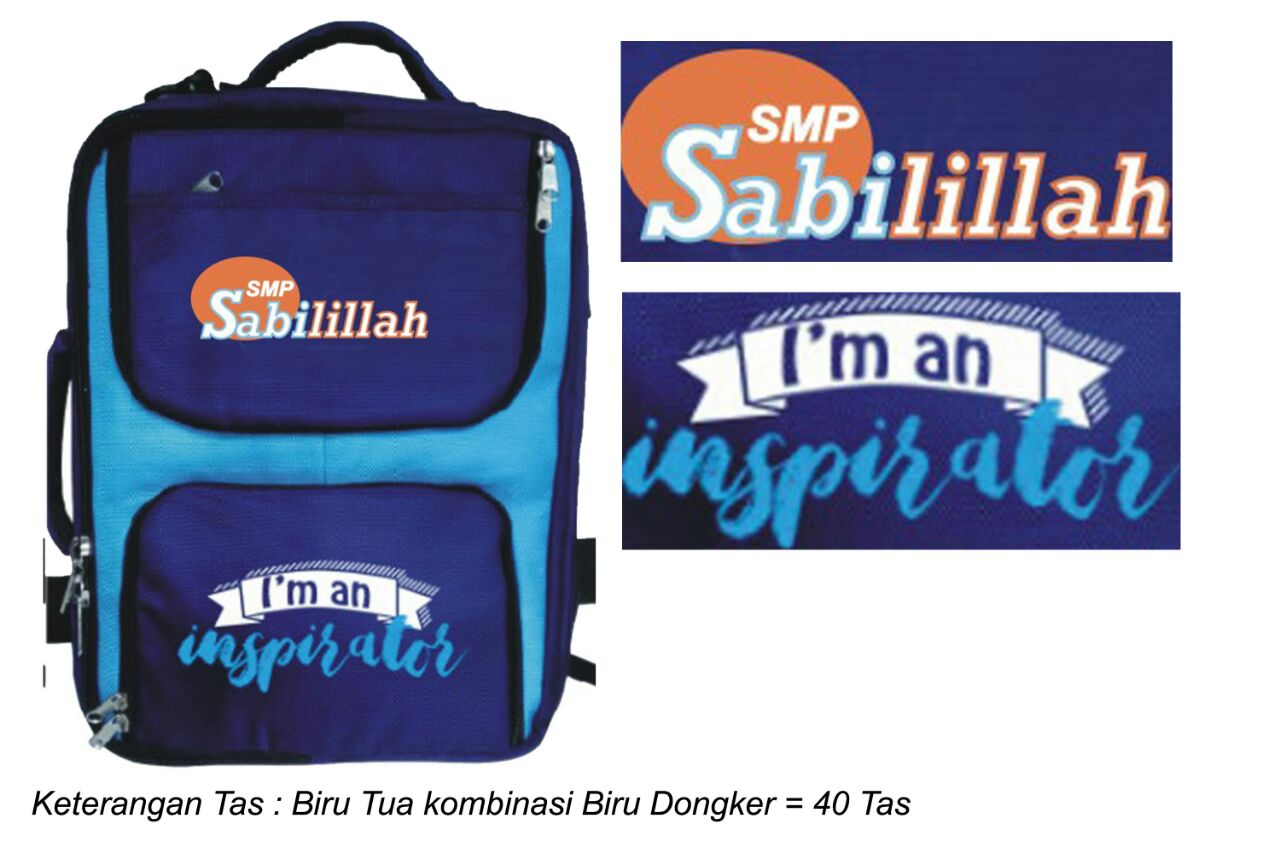 SMP
Sabilillah
I'm an
inspirator
SMP
Sabilillah
I'm an
inspirator
Keterangan Tas : Biru Tua kombinasi Biru Dongker = 40 Tas